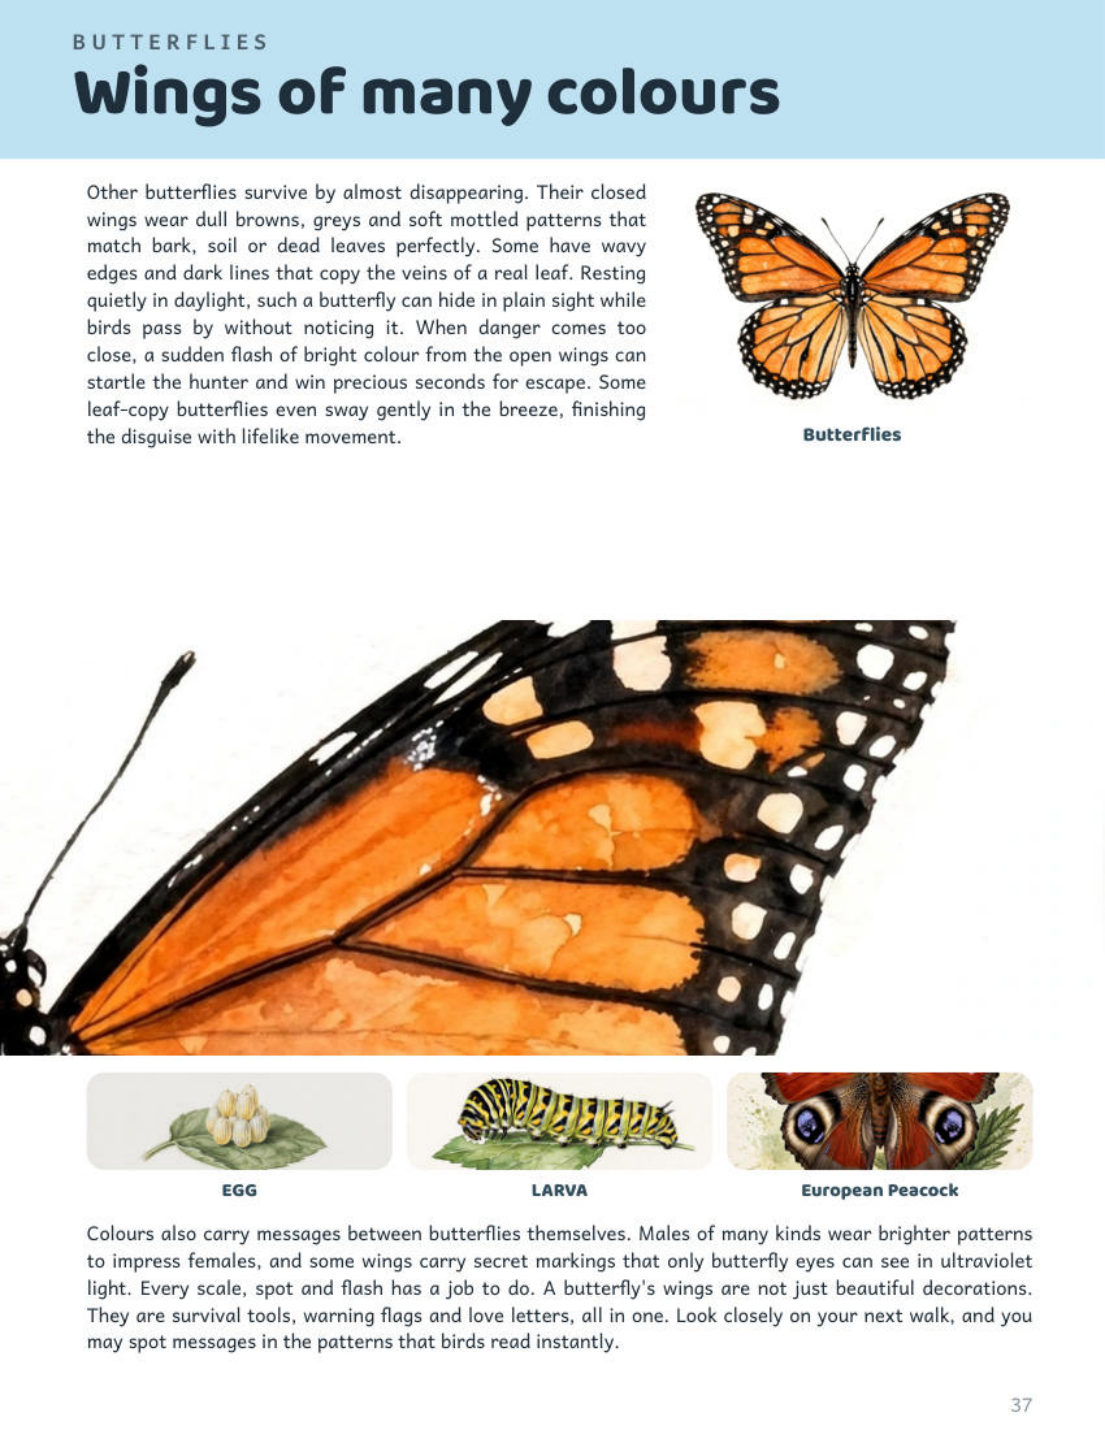 BUTTERFLIES
Wings of many colours
Other butterflies survive by almost disappearing. Their closed
wings wear dull browns, greys and soft mottled patterns that
match bark, soil or dead leaves perfectly. Some have wavy
edges and dark lines that copy the veins of a real leaf. Resting
quietly in daylight, such a butterfly can hide in plain sight while
birds pass by without noticing it. When danger comes too
close, a sudden flash of bright colour from the open wings can
startle the hunter and win precious seconds for escape. Some
leaf-copy butterflies even sway gently in the breeze, finishing
the disguise with lifelike movement.
Butterflies
EGG
LARVA
European Peacock
Colours also carry messages between butterflies themselves. Males of many kinds wear brighter patterns
to impress females, and some wings carry secret markings that only butterfly eyes can see in ultraviolet
light. Every scale, spot and flash has a job to do. A butterfly's wings are not just beautiful decorations.
They are survival tools, warning flags and love letters, all in one. Look closely on your next walk, and you
may spot messages in the patterns that birds read instantly.
37